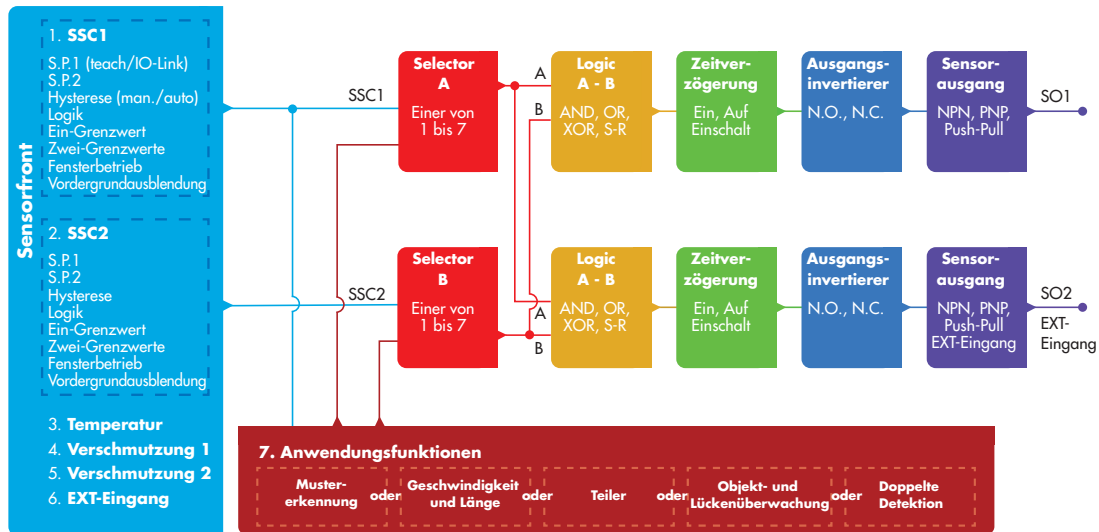 Sensorfront
1. SSC1
S.P.1 (teach/IO-Link)
S.P.2
Hysterese (man./auto)
Logik
Ein-Grenzwert
Zwei-Grenzwerte
Fensterbetrieb
Vordergrundausblendung
2. SSC2
S.P.1
S.P.2
Hysterese
Logik
Ein-Grenzwert
Zwei-Grenzwerte
Fensterbetrieb
Vordergrundausblendung
3. Temperatur
4. Verschmutzung 1
5. Verschmutzung 2
6. EXT-Eingang
SSC1
Selector
A
Einer von
1 bis 7
A
B
Logic
A - B
AND, OR,
XOR, S-R
Zeitver-
zögerung
Ein, Auf
Einschalt
Ausgangs-
invertierer
N.O., N.C.
Sensor-
ausgang
NPN, PNP,
Push-Pull
SO1
SSC2
Selector
B
Einer von
1 bis 7
A
B
Logic
A - B
AND, OR,
XOR, S-R
Zeitver-
zögerung
Ein, Auf
Einschalt
Ausgangs-
invertierer
N.O., N.C.
Sensor-
ausgang
NPN, PNP,
Push-Pull
EXT-Eingang
SO2
EXT-
Eingang
7. Anwendungsfunktionen
Muster-
erkennung
oder
Geschwindigkeit
und Länge
oder
Teiler
oder
Objekt- und
Lückenüberwachung
oder
Doppelte
Detektion